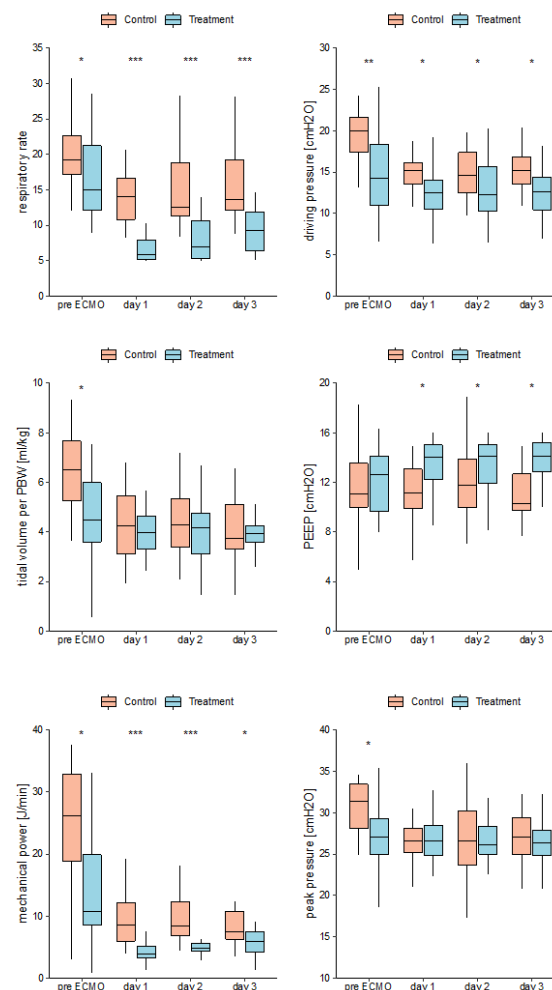 Control Treatment
respiratory rate
35
30
25
20
15
10
5
0
* *** *** ***
pre ECMO day 1 day 2 day 3
Control Treatment
driving pressure [cmH2O]
30
25
20
15
10
5
0
** * * *
pre ECMO day 1 day 2 day 3
Control Treatment
tidal volume per PBW [ml/kg]
10
8
6
4
2
0
*
pre ECMO day 1 day 2 day 3
Control Treatment
PEEP [cmH2O]
20
16
12
8
4
0
* * *
pre ECMO day 1 day 2 day 3
Control Treatment
mechanical power [J/min]
40
30
20
10
0
* *** *** *
pre ECMO day 1 day 2 day 3
Control Treatment
peak pressure [cmH2O]
40
35
30
25
20
15
10
*
pre ECMO day 1 day 2 day 3